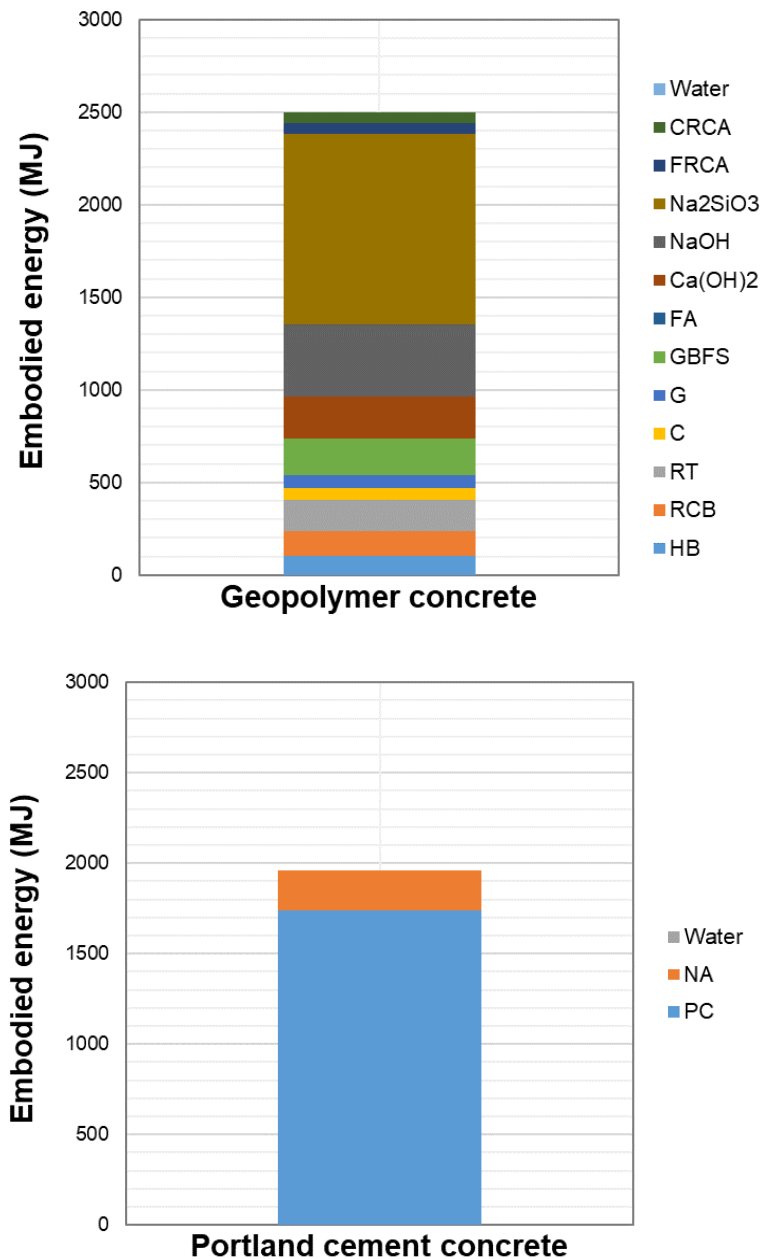 Embodied energy (MJ)
3000
2500
2000
1500
1000
500
0
Geopolymer concrete
Water
CRCA
FRCA
Na2SiO3
NaOH
Ca(OH)2
FA
GBFS
G
C
RT
RCB
HB
Embodied energy (MJ)
3000
2500
2000
1500
1000
500
0
Portland cement concrete
Water
NA
PC